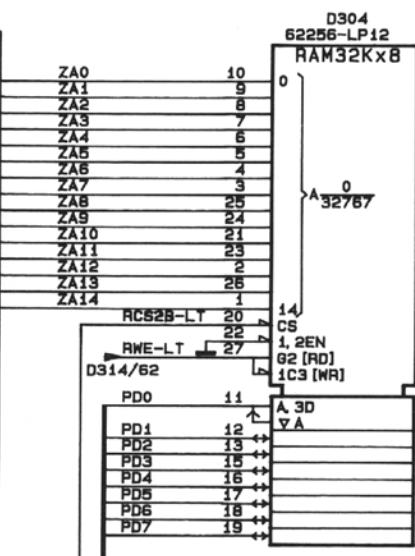 D304
62256-LP12
RAM32Kx8
ZA0 10 0
ZA1 9
ZA2 8
ZA3 7
ZA4 6
ZA5 5
ZA6 4
ZA7 3
A 0
32767
ZA8 25
ZA9 24
ZA10 21
ZA11 23
ZA12 2
ZA13 26
ZA14 1 14
RCS2B-LT 20 CS
22 1, 2EN
RWE-LT 27 G2 [RD]
D314/62 1C3 [WR]
PD0 11 A, 3D
▽ A
PD1 12
PD2 13
PD3 15
PD4 16
PD5 17
PD6 18
PD7 19